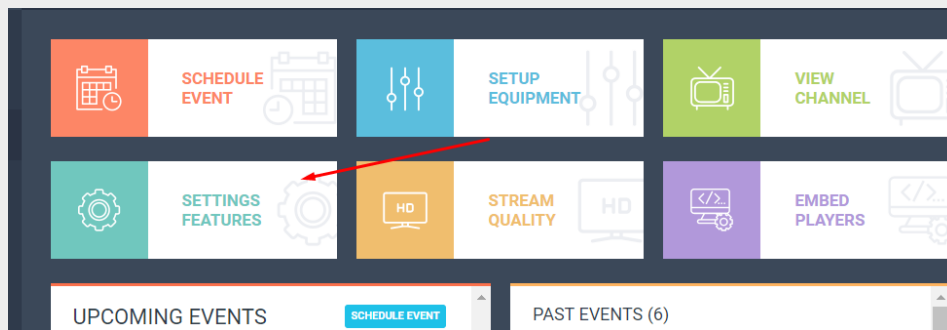 SCHEDULE
EVENT
SETUP
EQUIPMENT
VIEW
CHANNEL
SETTINGS
FEATURES
HD
STREAM
QUALITY
HD
</>_
EMBED
PLAYERS
</>...
UPCOMING EVENTS
SCHEDULE EVENT
PAST EVENTS (6)